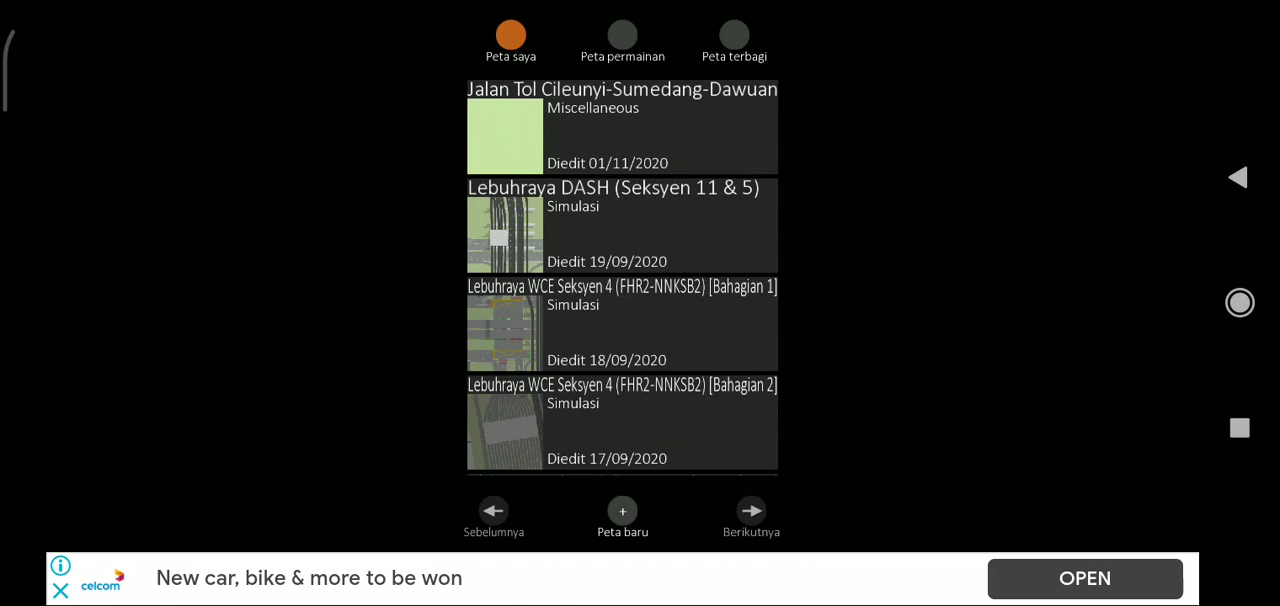 Peta saya
Peta permainan
Peta terbagi
Jalan Tol Cileunyi-Sumedang-Dawuan
Miscellaneous
Diedit 01/11/2020
Lebuhraya DASH (Seksyen 11 & 5)
Simulasi
Diedit 19/09/2020
Lebuhraya WCE Seksyen 4 (FHR2-NNKSB2) [Bahagian 1]
Simulasi
Diedit 18/09/2020
Lebuhraya WCE Seksyen 4 (FHR2-NNKSB2) [Bahagian 2]
Simulasi
Diedit 17/09/2020
Sebelumnya
+
Peta baru
Berikutnya
celcom
New car, bike & more to be won
OPEN